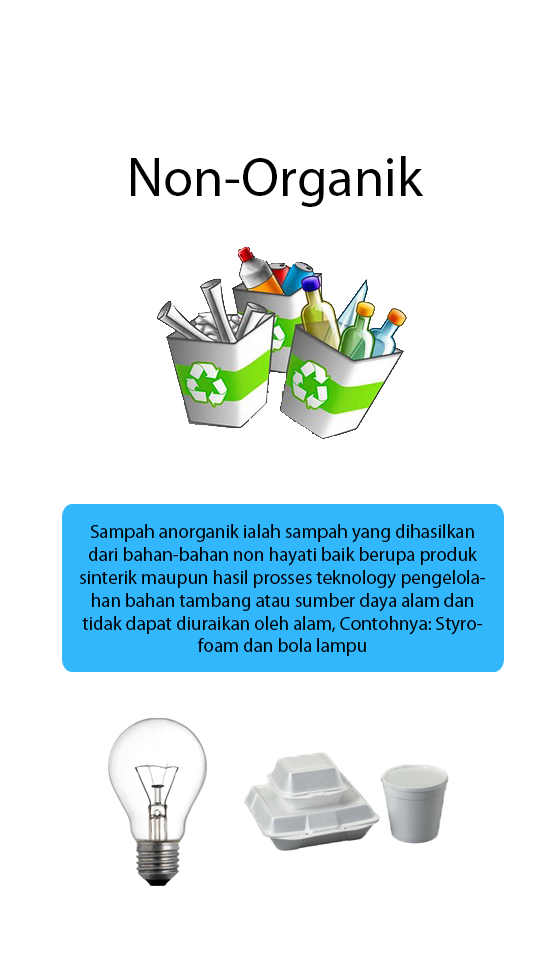 Non-Organik
Sampah anorganik ialah sampah yang dihasilkan
dari bahan-bahan non hayati baik berupa produk
sinterik maupun hasil prosses teknology pengelola-
han bahan tambang atau sumber daya alam dan
tidak dapat diuraikan oleh alam, Contohnya: Styro-
foam dan bola lampu